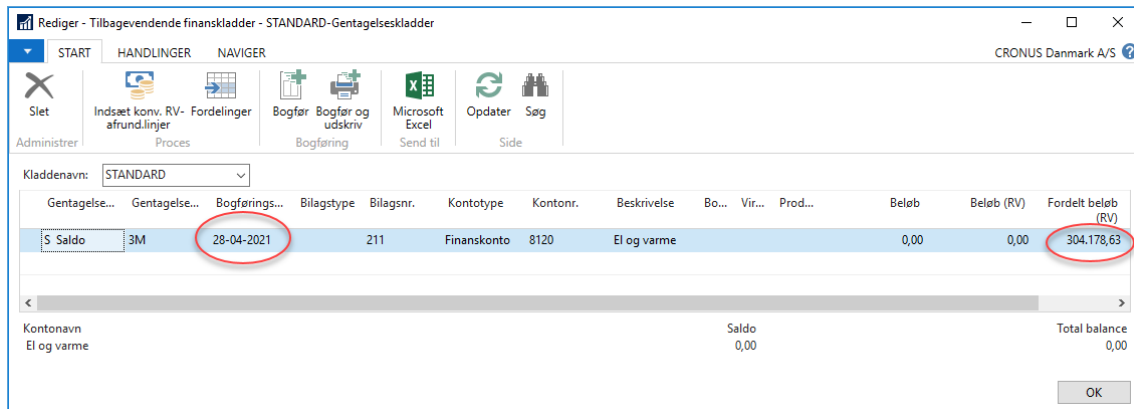 Rediger - Tilbagevendende finanskladder - STANDARD-Gentagelseskladder
START HANDLINGER NAVIGER CRONUS Danmark A/S ?
Slet Indsæt konv. RV- Fordelinger Bogfør Bogfør og Microsoft Opdater Søg
afrund.linjer udskriv Excel
Administrer Proces Bogføring Send til Side
Kladdenavn: STANDARD
Gentagelse... Gentagelse... Bogførings... Bilagstype Bilagsnr. Kontotype Kontonr. Beskrivelse Bo... Vir... Prod... Beløb Beløb (RV) Fordelt beløb
(RV)
S Saldo 3M 28-04-2021 211 Finanskonto 8120 El og varme 0,00 0,00 304.178,63
Kontonavn Saldo Total balance
El og varme 0,00 0,00
OK